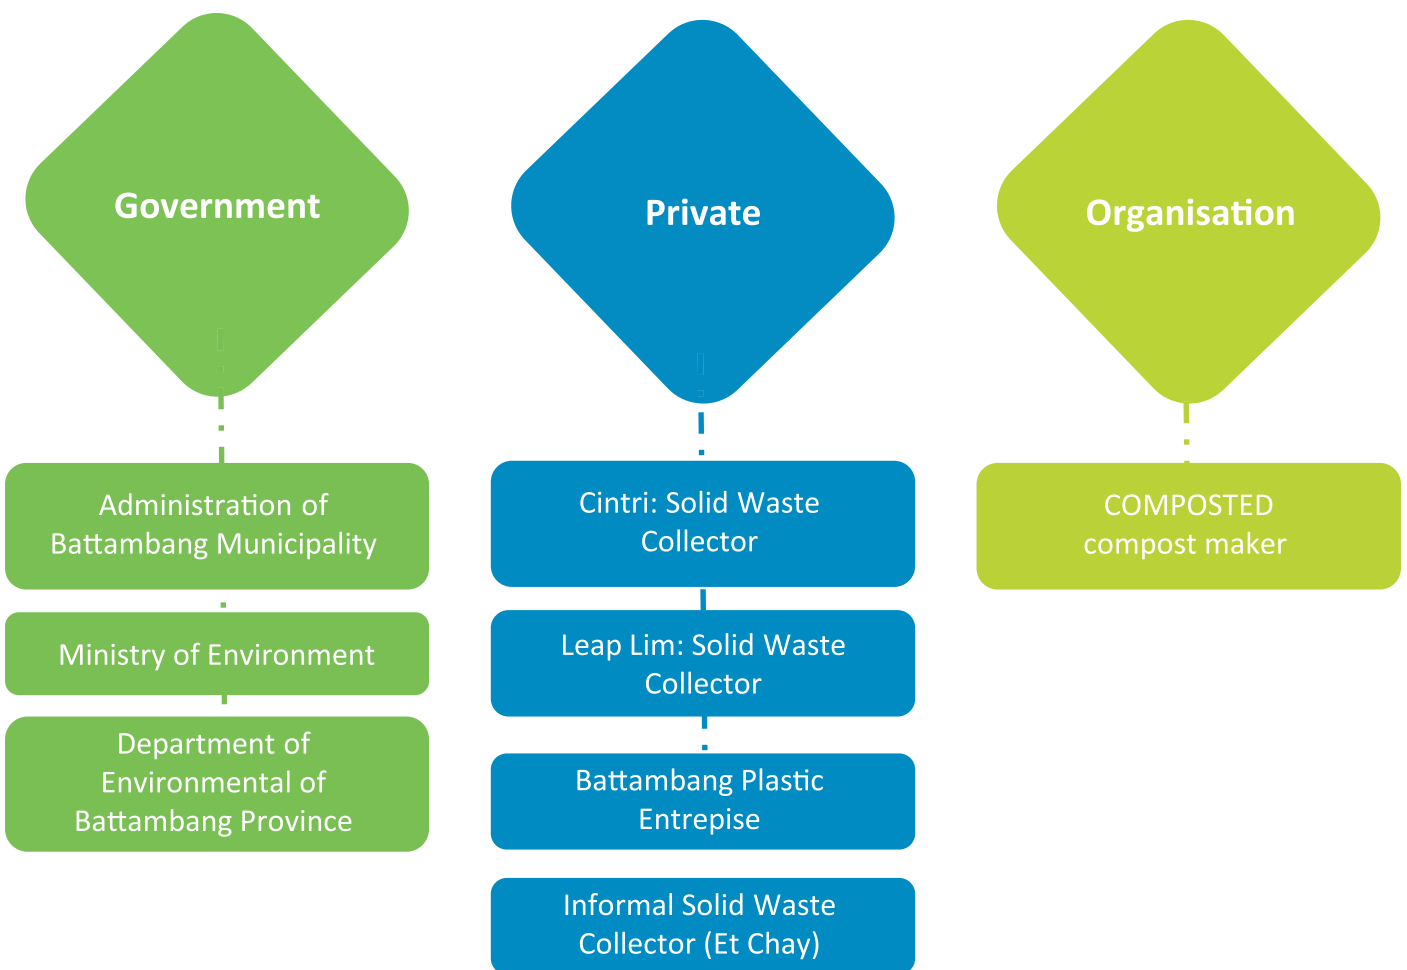 Government
Administration of
Battambang Municipality
Ministry of Environment
Department of
Environmental of
Battambang Province
Private
Cintri: Solid Waste
Collector
Leap Lim: Solid Waste
Collector
Battambang Plastic
Entrepise
Informal Solid Waste
Collector (Et Chay)
Organisation
COMPOSTED
compost maker